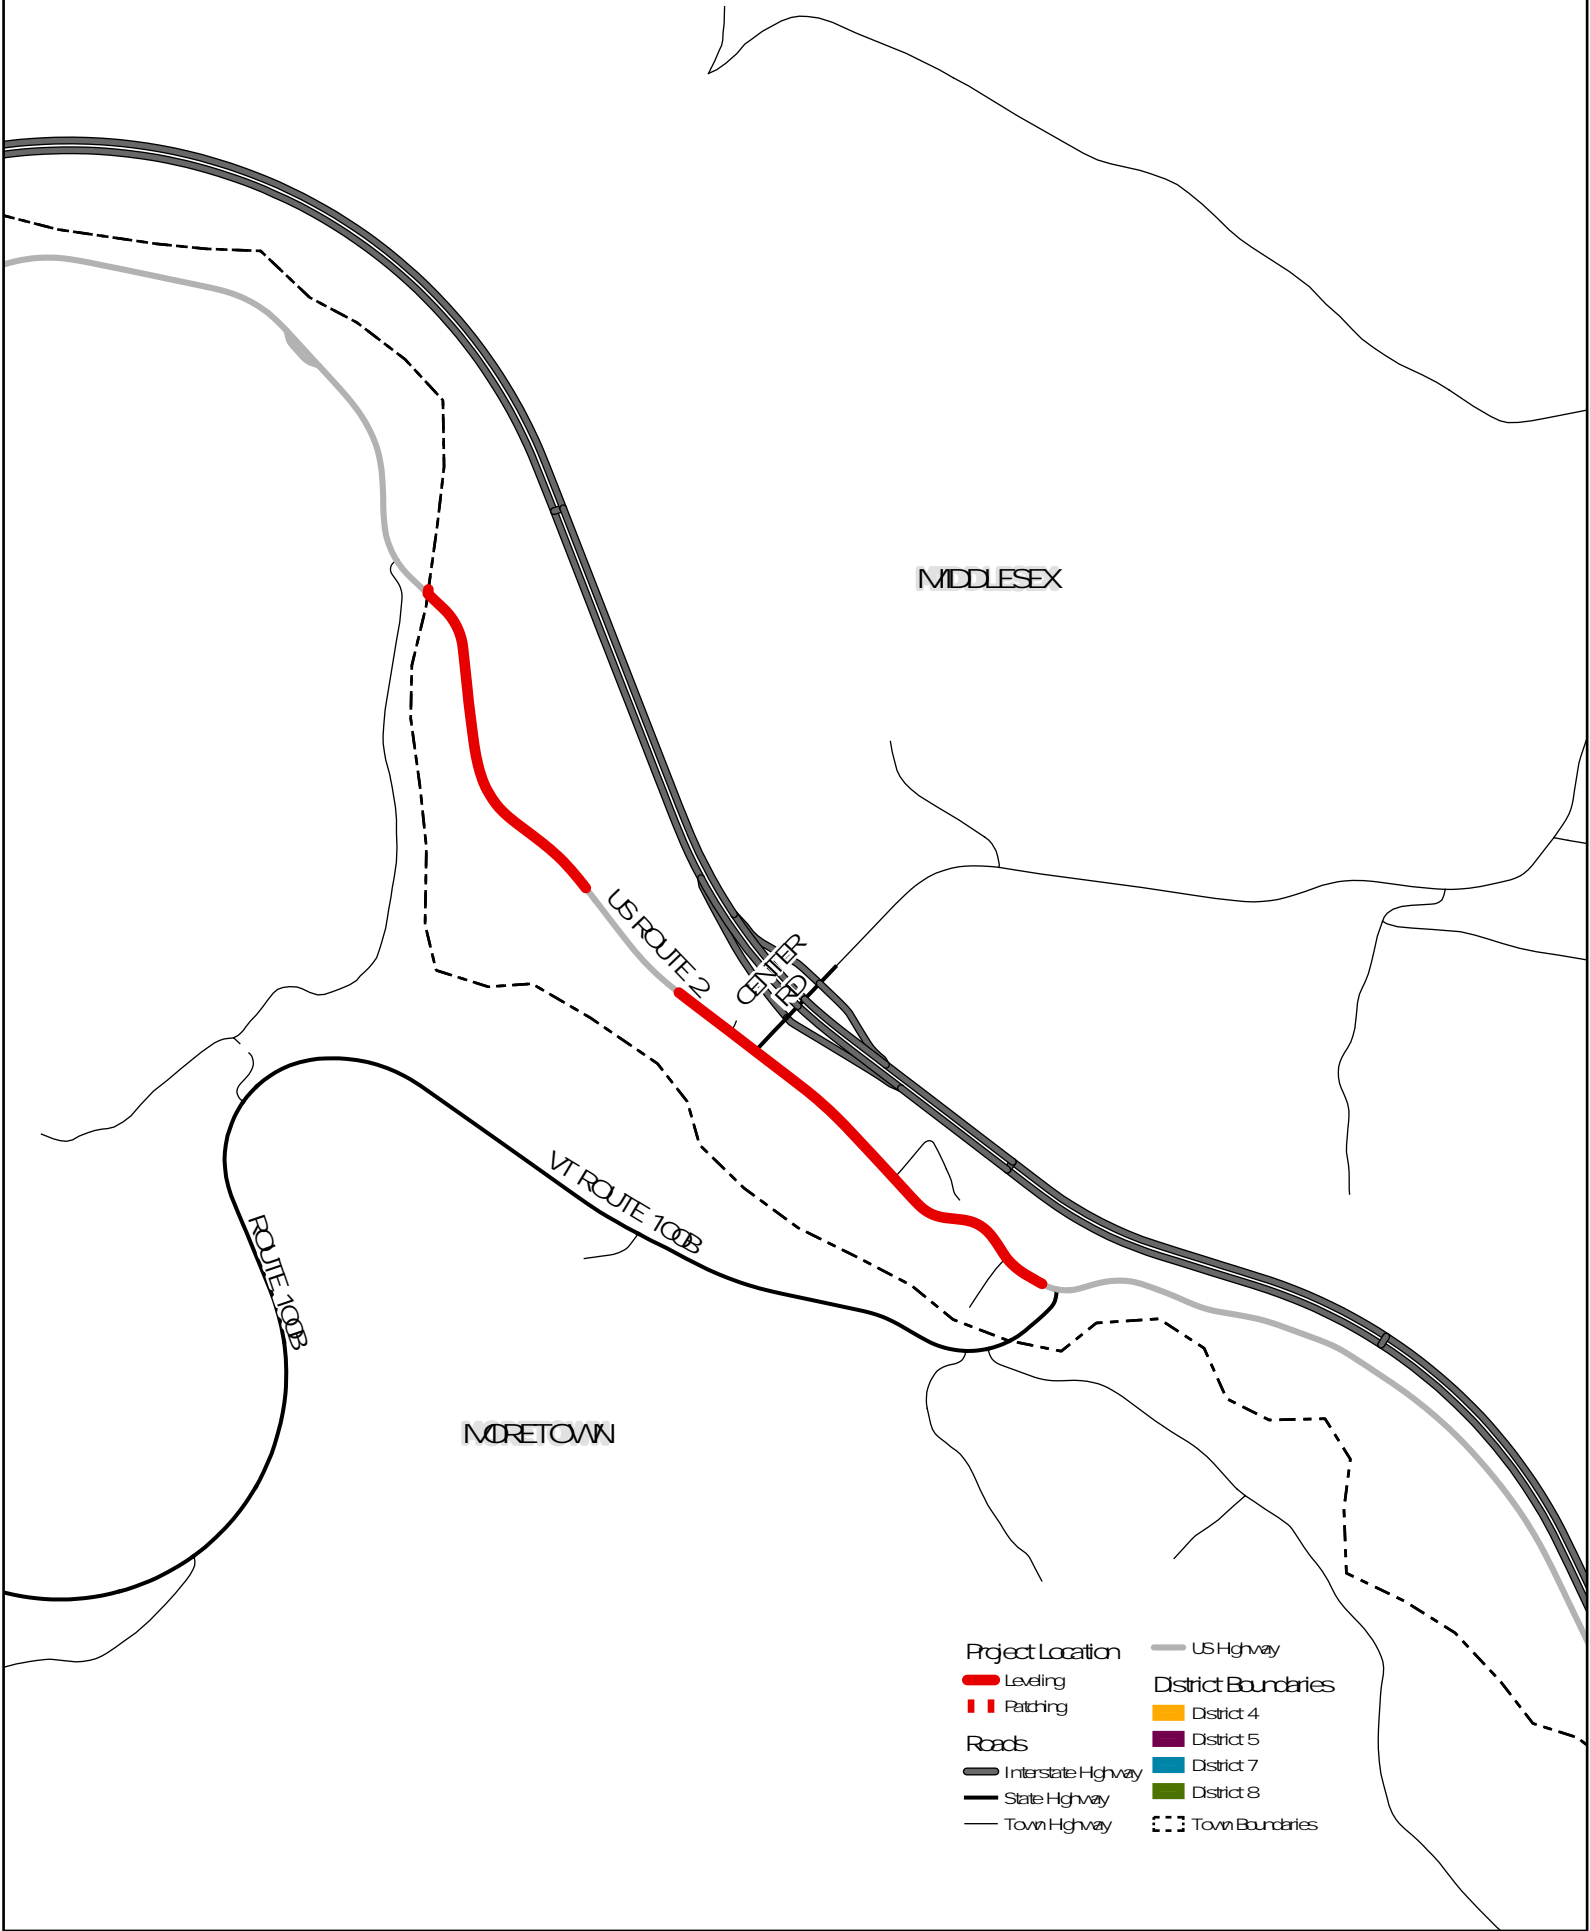 MIDDLESEX
US ROUTE 2
CENTER
RD
VT ROUTE 100B
ROUTE 100B
MORETOWN
Project Location
Leveling
Patching
Roads
Interstate Highway
State Highway
Town Highway
US Highway
District Boundaries
District 4
District 5
District 7
District 8
Town Boundaries